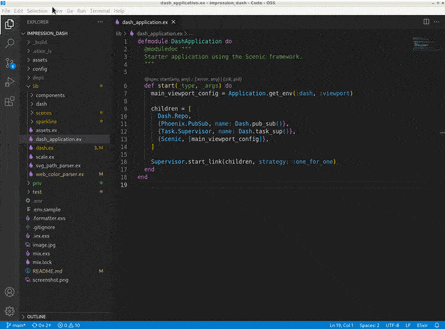 dash_application.ex - impression_dash - Code - OSS
File Edit Selection View Go Run Terminal Help
EXPLORER
IMPRESSION_DASH
_build
.elixir_ls
assets
config
deps
lib
components
dash
scenes
sparkline
assets.ex
dash_application.ex
dash.ex 5, M
scale.ex
svg_path_parser.ex
web_color_parser.ex M
priv
test
.env
.env.sample
.formatter.exs
.gitignore
.iex.exs
image.jpg
mix.exs
mix.lock
README.md M
screenshot.png
OUTLINE
dash_application.ex
lib > dash_application.ex
1 defmodule DashApplication do
2 @moduledoc """
3 Starter application using the Scenic framework.
4 """
5
@spec start(any, any) :: {:error, any} | {:ok, pid}
6 def start(_type, _args) do
7 main_viewport_config = Application.get_env(:dash, :viewport)
8
9 children = [
10 Dash.Repo,
11 {Phoenix.PubSub, name: Dash.pub_sub()},
12 {Task.Supervisor, name: Dash.task_sup()},
13 {Scenic, [main_viewport_config]},
14 ]
15
16 Supervisor.start_link(children, strategy: :one_for_one)
17 end
18 end
19
main* 0 10 Ln 19, Col 1 Spaces: 2 UTF-8 LF Elixir